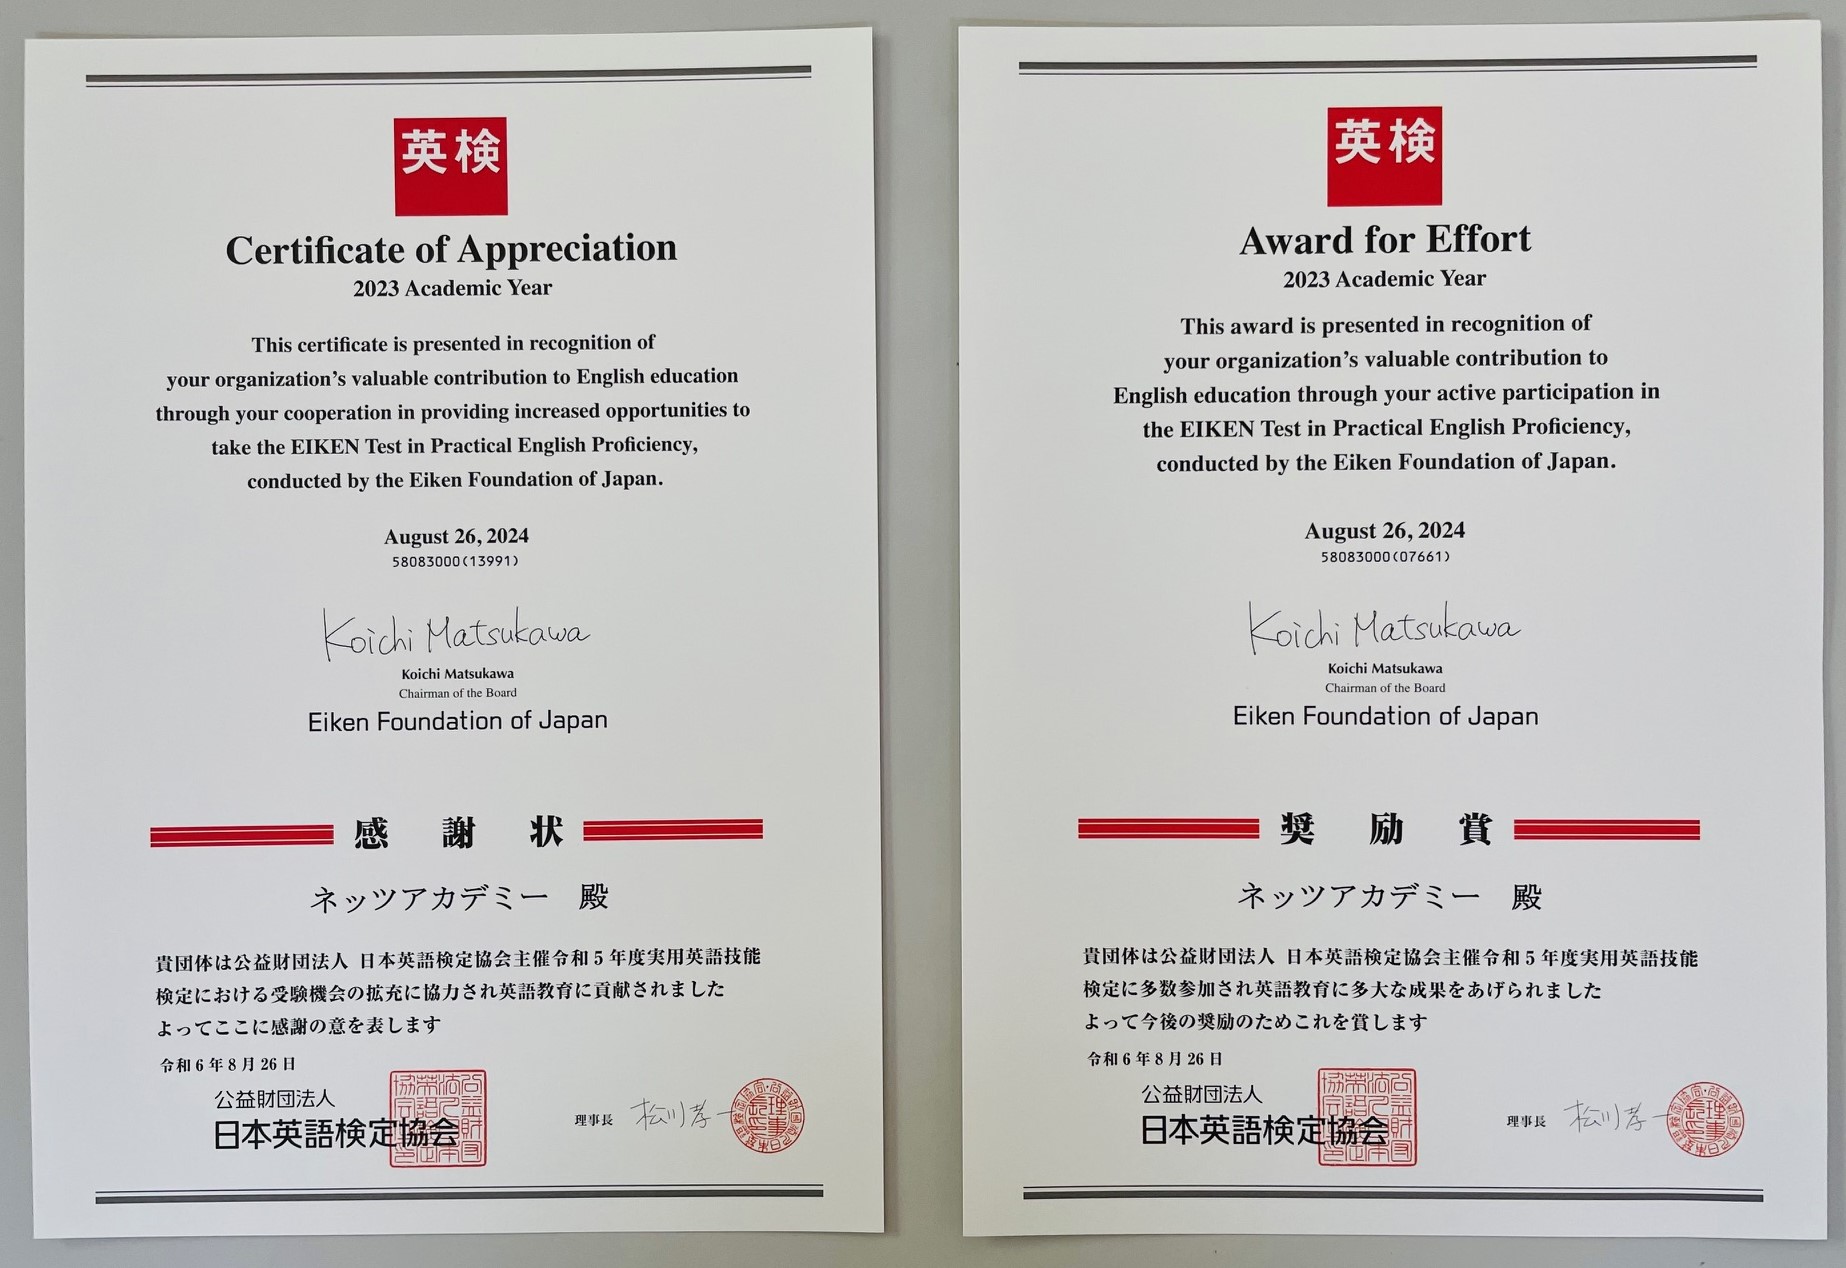 英検
Certificate of Appreciation
2023 Academic Year
This certificate is presented in recognition of
your organization's valuable contribution to English education
through your cooperation in providing increased opportunities to
take the EIKEN Test in Practical English Proficiency,
conducted by the Eiken Foundation of Japan.
August 26, 2024
58083000(13991)
Koichi Matsukawa
Koichi Matsukawa
Chairman of the Board
Eiken Foundation of Japan
感謝状
ネッツアカデミー 殿
貴団体は公益財団法人 日本英語検定協会主催令和5年度実用英語技能
検定における受験機会の拡充に協力され英語教育に貢献されました
よってここに感謝の意を表します
令和6年8月26日
公益財団法人
日本英語検定協会
理事長 松川孝一
英検
Award for Effort
2023 Academic Year
This award is presented in recognition of
your organization's valuable contribution to
English education through your active participation in
the EIKEN Test in Practical English Proficiency,
conducted by the Eiken Foundation of Japan.
August 26, 2024
58083000(07661)
Koichi Matsukawa
Koichi Matsukawa
Chairman of the Board
Eiken Foundation of Japan
奨励賞
ネッツアカデミー 殿
貴団体は公益財団法人 日本英語検定協会主催令和5年度実用英語技能
検定に多数参加され英語教育に多大な成果をあげられました
よって今後の奨励のためこれを賞します
令和6年8月26日
公益財団法人
日本英語検定協会
理事長 松川孝一